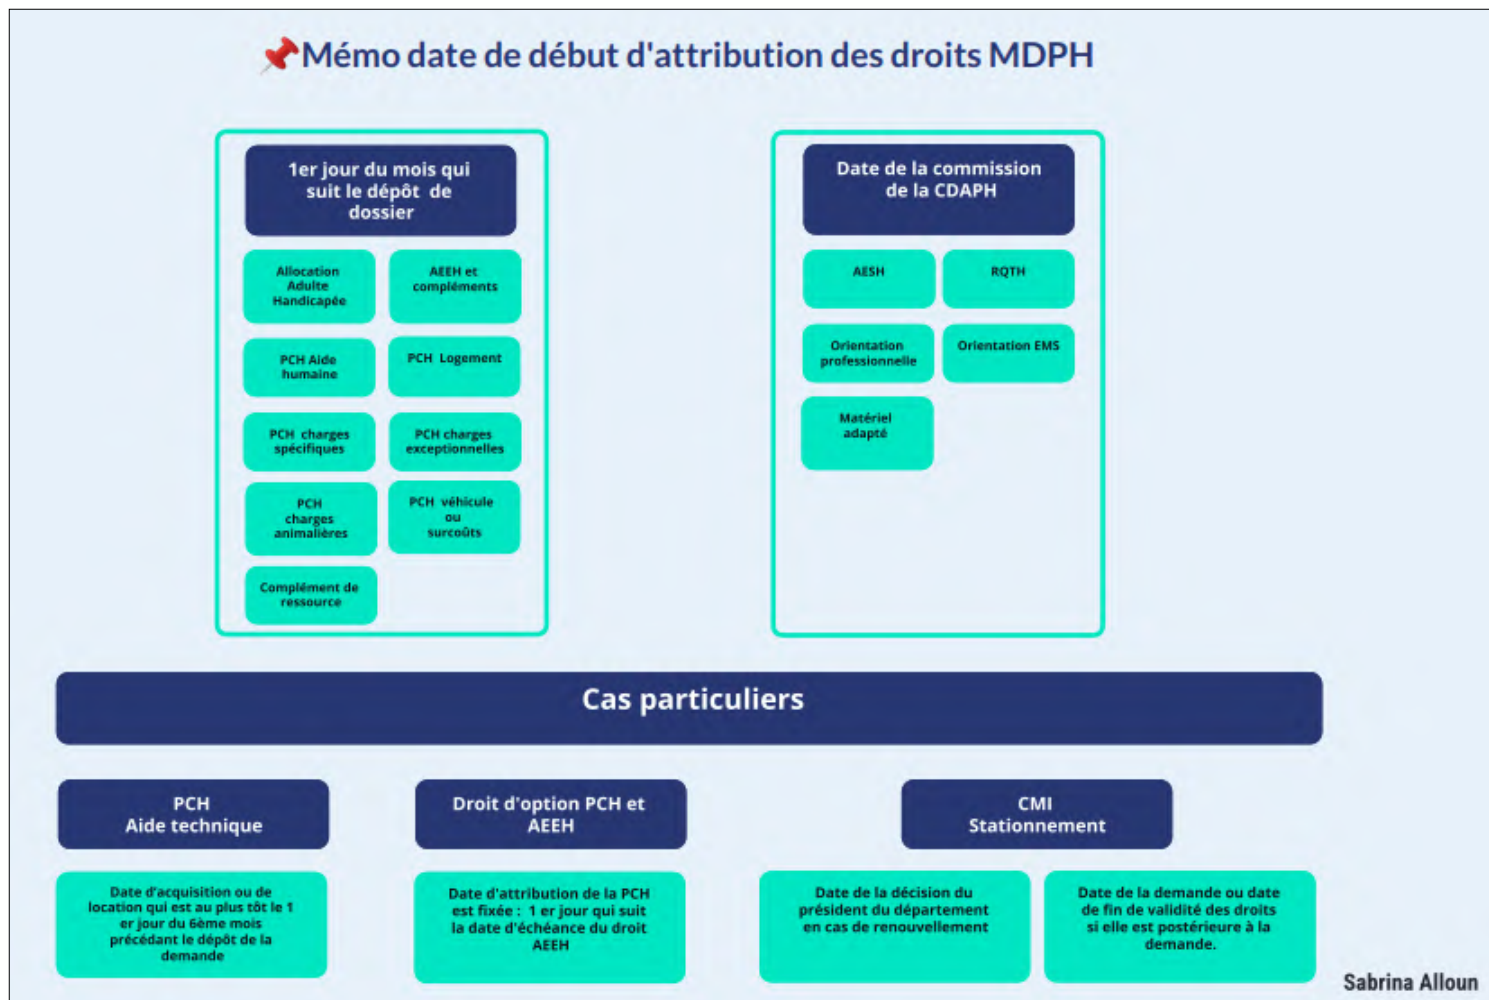 Mémo date de début d'attribution des droits MDPH
1er jour du mois qui
suit le dépôt de
dossier
Allocation
Adulte
Handicapée
AEEH et
compléments
PCH Aide
humaine
PCH Logement
PCH charges
spécifiques
PCH charges
exceptionnelles
PCH
charges
animalières
PCH véhicule
ou
surcoûts
Complément de
ressource
Date de la commission
de la CDAPH
AESH
RQTH
Orientation
professionnelle
Orientation EMS
Matériel
adapté
Cas particuliers
PCH
Aide technique
Date d'acquisition ou de
location qui est au plus tôt le 1
er jour du 6ème mois
précédant le dépôt de la
demande
Droit d'option PCH et
AEEH
Date d'attribution de la PCH
est fixée : 1 er jour qui suit
la date d'échéance du droit
AEEH
CMI
Stationnement
Date de la décision du
président du département
en cas de renouvellement
Date de la demande ou date
de fin de validité des droits
si elle est postérieure à la
demande.
Sabrina Alloun